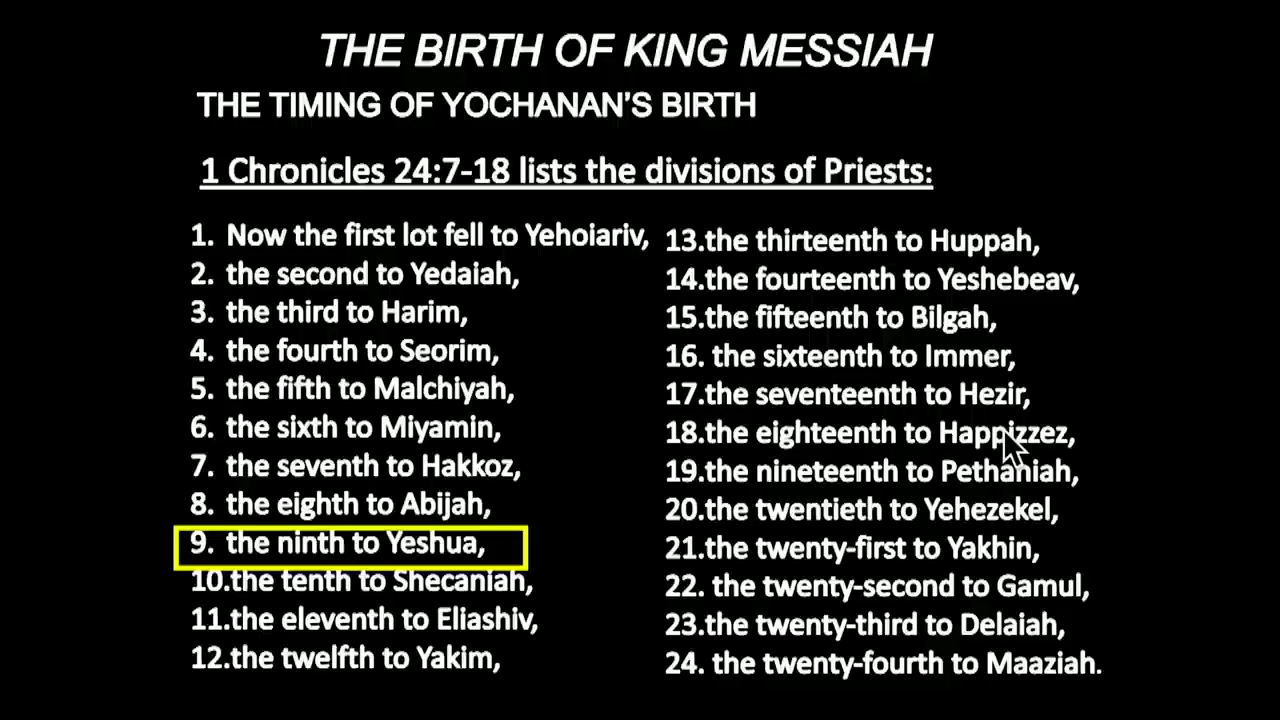 THE BIRTH OF KING MESSIAH
THE TIMING OF YOCHANAN'S BIRTH
1 Chronicles 24:7-18 lists the divisions of Priests:
1. Now the first lot fell to Yehoiariv,
2. the second to Yedaiah,
3. the third to Harim,
4. the fourth to Seorim,
5. the fifth to Malchiyah,
6. the sixth to Miyamin,
7. the seventh to Hakkoz,
8. the eighth to Abijah,
9. the ninth to Yeshua,
10.the tenth to Shecaniah,
11.the eleventh to Eliashiv,
12.the twelfth to Yakim,
13.the thirteenth to Huppah,
14.the fourteenth to Yeshebeav,
15.the fifteenth to Bilgah,
16. the sixteenth to Immer,
17.the seventeenth to Hezir,
18.the eighteenth to Happizzez,
19.the nineteenth to Pethaniah,
20.the twentieth to Yehezekel,
21.the twenty-first to Yakhin,
22. the twenty-second to Gamul,
23.the twenty-third to Delaiah,
24. the twenty-fourth to Maaziah.